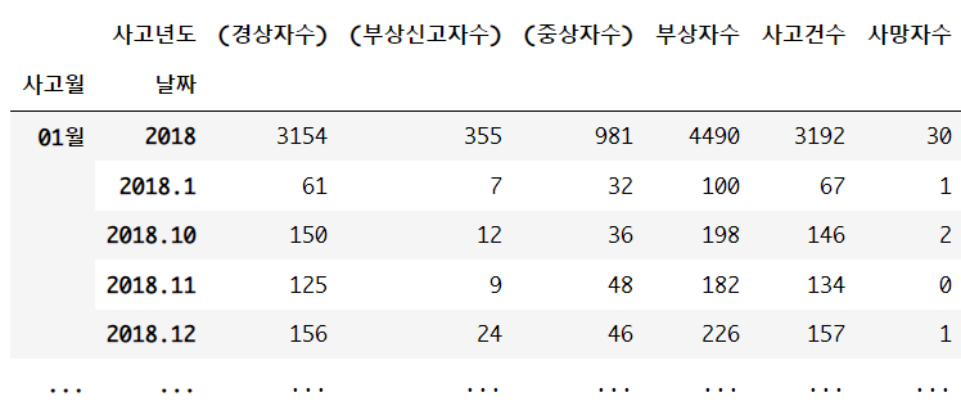 사고년도 (경상자수) (부상신고자수) (중상자수) 부상자수 사고건수 사망자수
사고월 날짜
01월 2018 3154 355 981 4490 3192 30
2018.1 61 7 32 100 67 1
2018.10 150 12 36 198 146 2
2018.11 125 9 48 182 134 0
2018.12 156 24 46 226 157 1
... ... ... ... ... ... ... ...